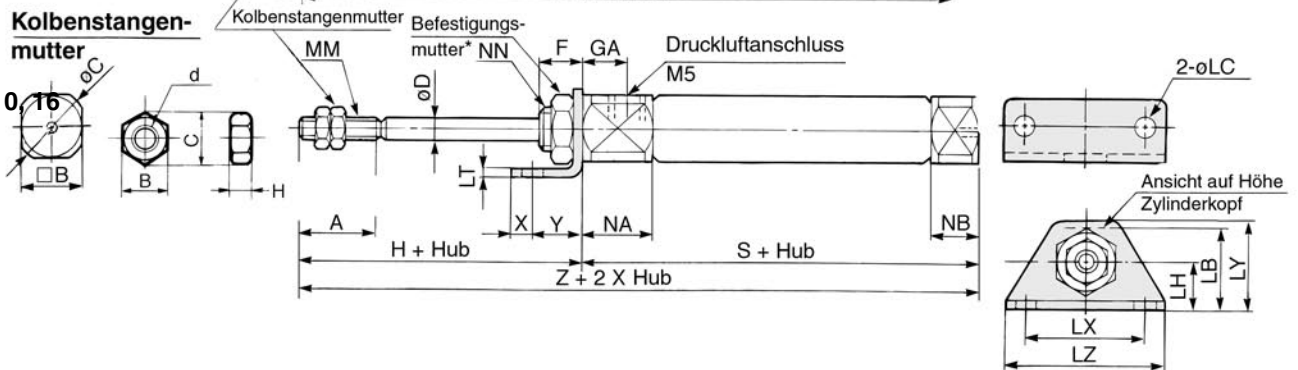 Kolbenstangen-
mutter
Kolbenstangenmutter
Befestigungs-
mutter*
NN
MM
F
GA
Druckluftanschluss
M5
2-øLC
øC
d
0, 16
øD
C
□B
B
H
LT
X
Y
NA
NB
A
H + Hub
S + Hub
Z + 2 X Hub
Ansicht auf Höhe
Zylinderkopf
LH
LB
LY
LX
LZ